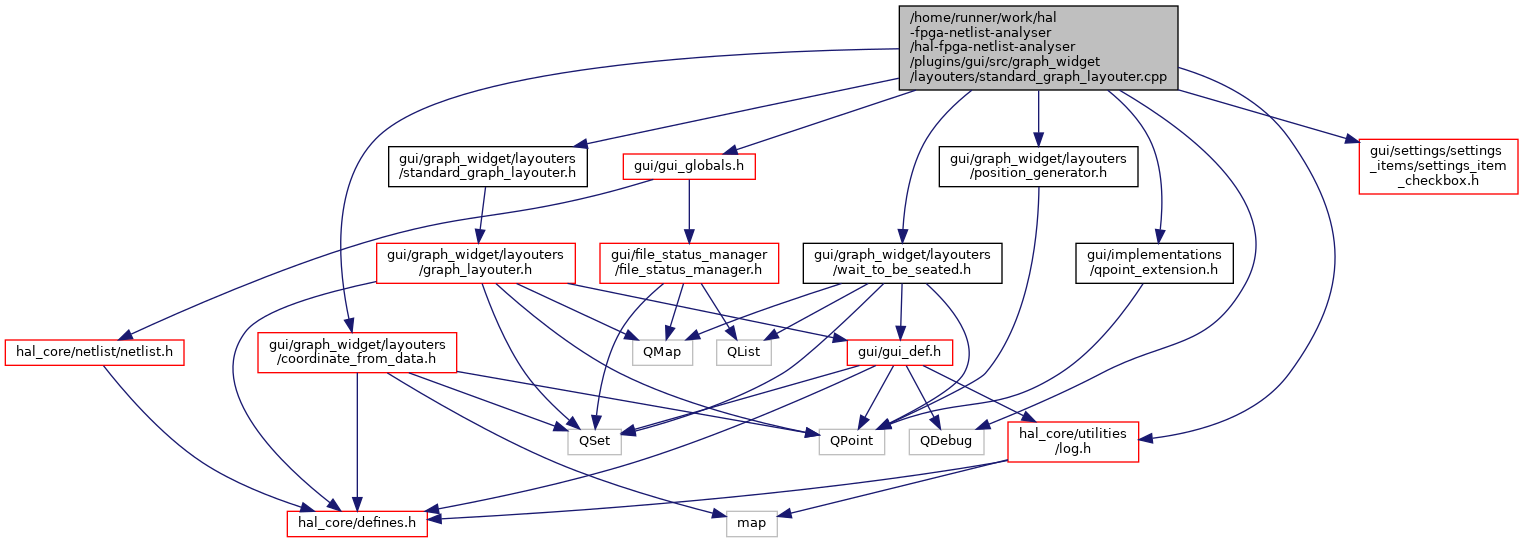 /home/runner/work/hal
-fpga-netlist-analyser
/hal-fpga-netlist-analyser
/plugins/gui/src/graph_widget
/layouters/standard_graph_layouter.cpp
gui/graph_widget/layouters
/standard_graph_layouter.h
gui/gui_globals.h
gui/graph_widget/layouters
/position_generator.h
gui/settings/settings
_items/settings_item
_checkbox.h
gui/graph_widget/layouters
/graph_layouter.h
gui/file_status_manager
/file_status_manager.h
gui/graph_widget/layouters
/wait_to_be_seated.h
gui/implementations
/qpoint_extension.h
hal_core/netlist/netlist.h
gui/graph_widget/layouters
/coordinate_from_data.h
QMap
QList
gui/gui_def.h
QSet
QPoint
QDebug
hal_core/utilities
/log.h
hal_core/defines.h
map